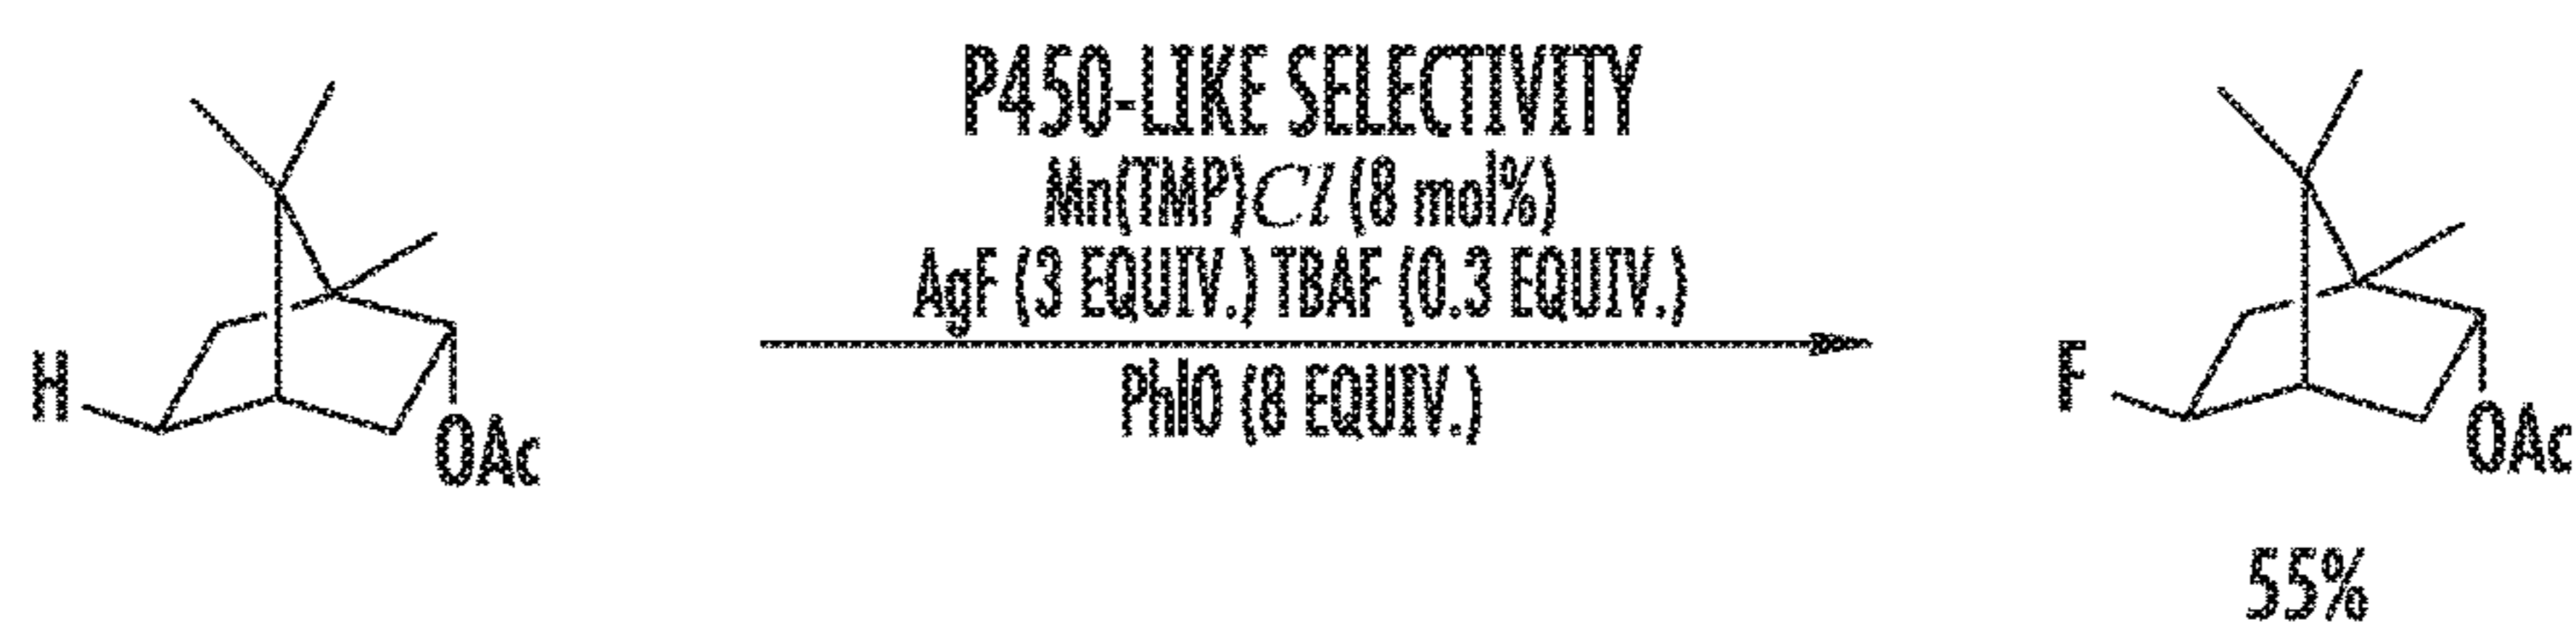 P450-LIKE SELECTIVITY
Mn(TMP)Cl (8 mol%)
AgF (3 EQUIV.) TBAF (0.3 EQUIV.)
PhIO (8 EQUIV.)
H
OAc
F
OAc
55%